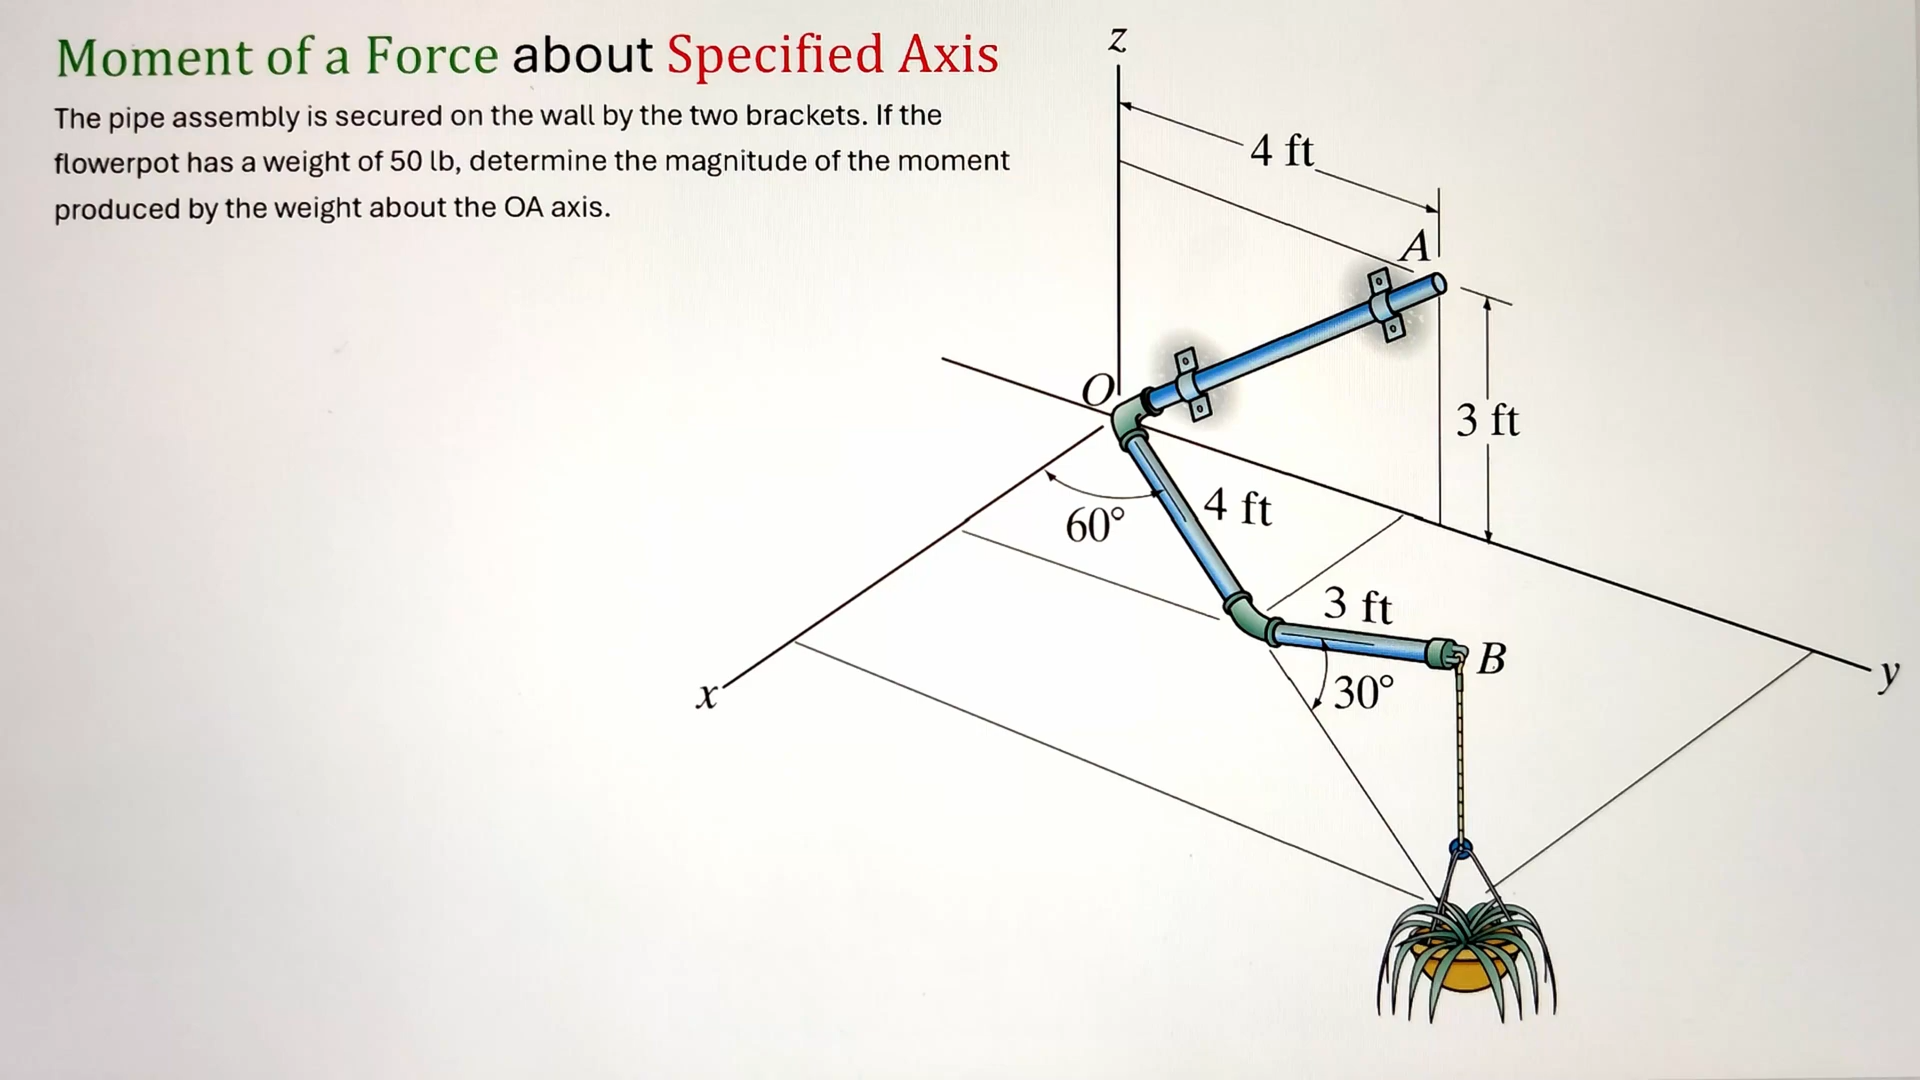 Moment of a Force about Specified Axis
The pipe assembly is secured on the wall by the two brackets. If the
flowerpot has a weight of 50 lb, determine the magnitude of the moment
produced by the weight about the OA axis.
z
4 ft
A
O
3 ft
60°
4 ft
3 ft
B
30°
x
y